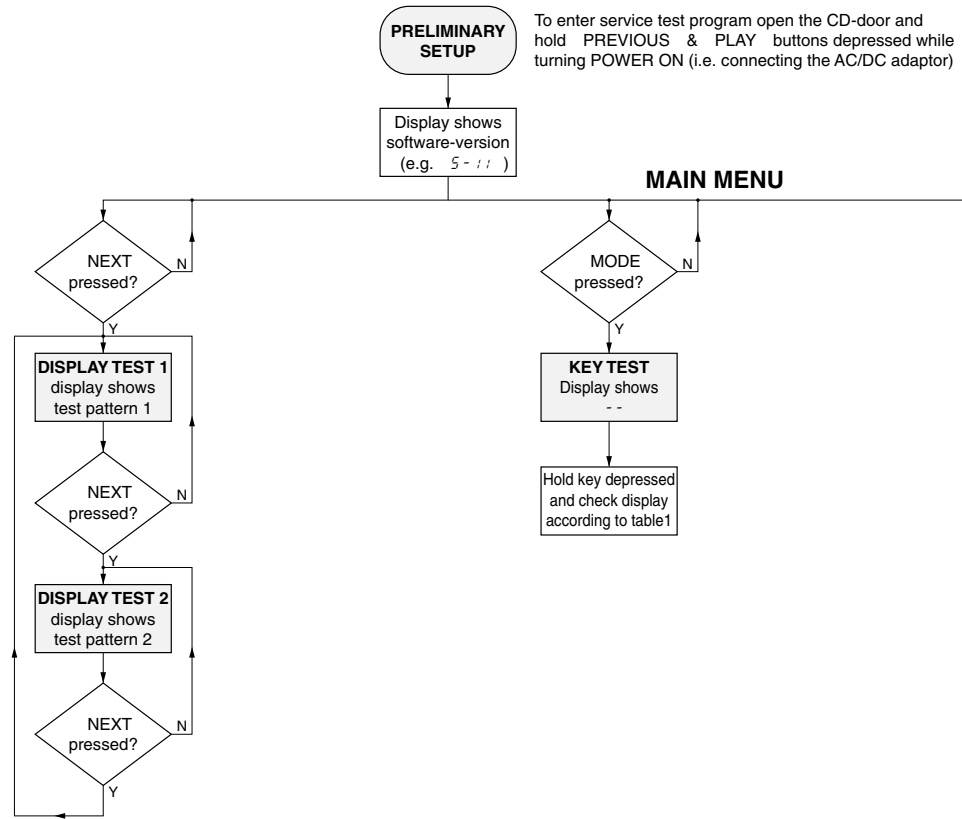 PRELIMINARY
SETUP
To enter service test program open the CD-door and
hold PREVIOUS & PLAY buttons depressed while
turning POWER ON (i.e. connecting the AC/DC adaptor)
Display shows
software-version
(e.g. S-11 )
MAIN MENU
NEXT
pressed?
N
Y
MODE
pressed?
N
Y
DISPLAY TEST 1
display shows
test pattern 1
KEY TEST
Display shows
- -
NEXT
pressed?
N
Y
Hold key depressed
and check display
according to table1
DISPLAY TEST 2
display shows
test pattern 2
NEXT
pressed?
N
Y